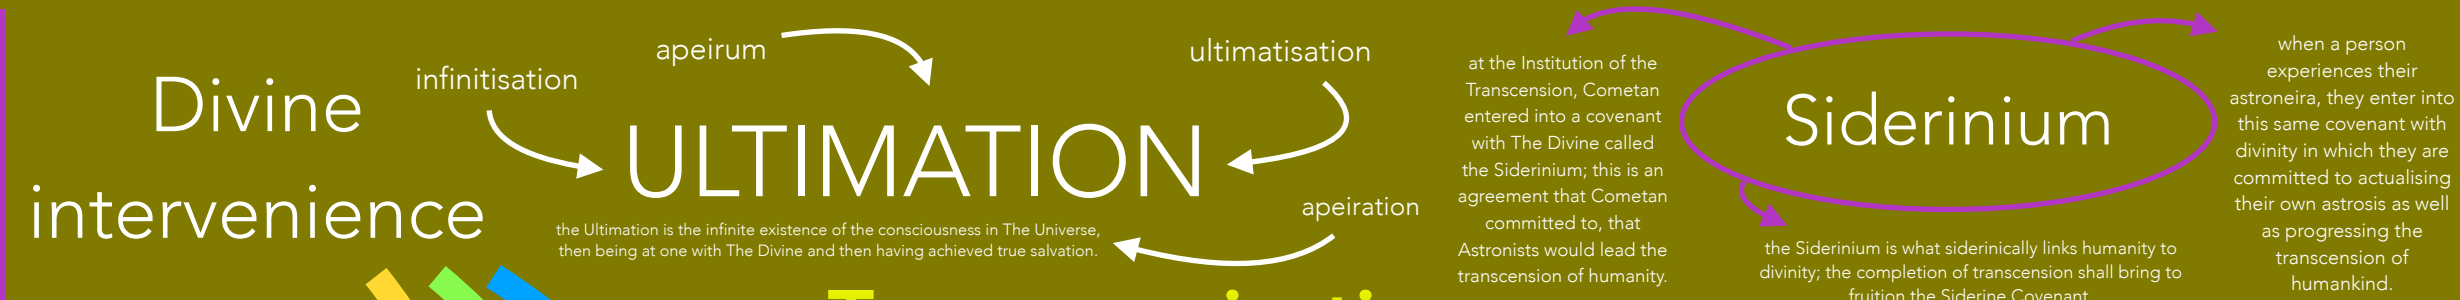 Divine
intervenience
infinitisation
apeirum
ultimatisation
ULTIMATION
apeiration
the Ultimation is the infinite existence of the consciousness in The Universe,
then being at one with The Divine and then having achieved true salvation.
at the Institution of the
Transcension, Cometan
entered into a covenant
with The Divine called
the Siderinium; this is an
agreement that Cometan
committed to, that
Astronists would lead the
transcension of humanity.
Siderinium
the Siderinium is what siderinically links humanity to
divinity; the completion of transcension shall bring to
fruition the Siderine Covenant
when a person
experiences their
astroneira, they enter into
this same covenant with
divinity in which they are
committed to actualising
their own astrosis as well
as progressing the
transcension of
humankind.